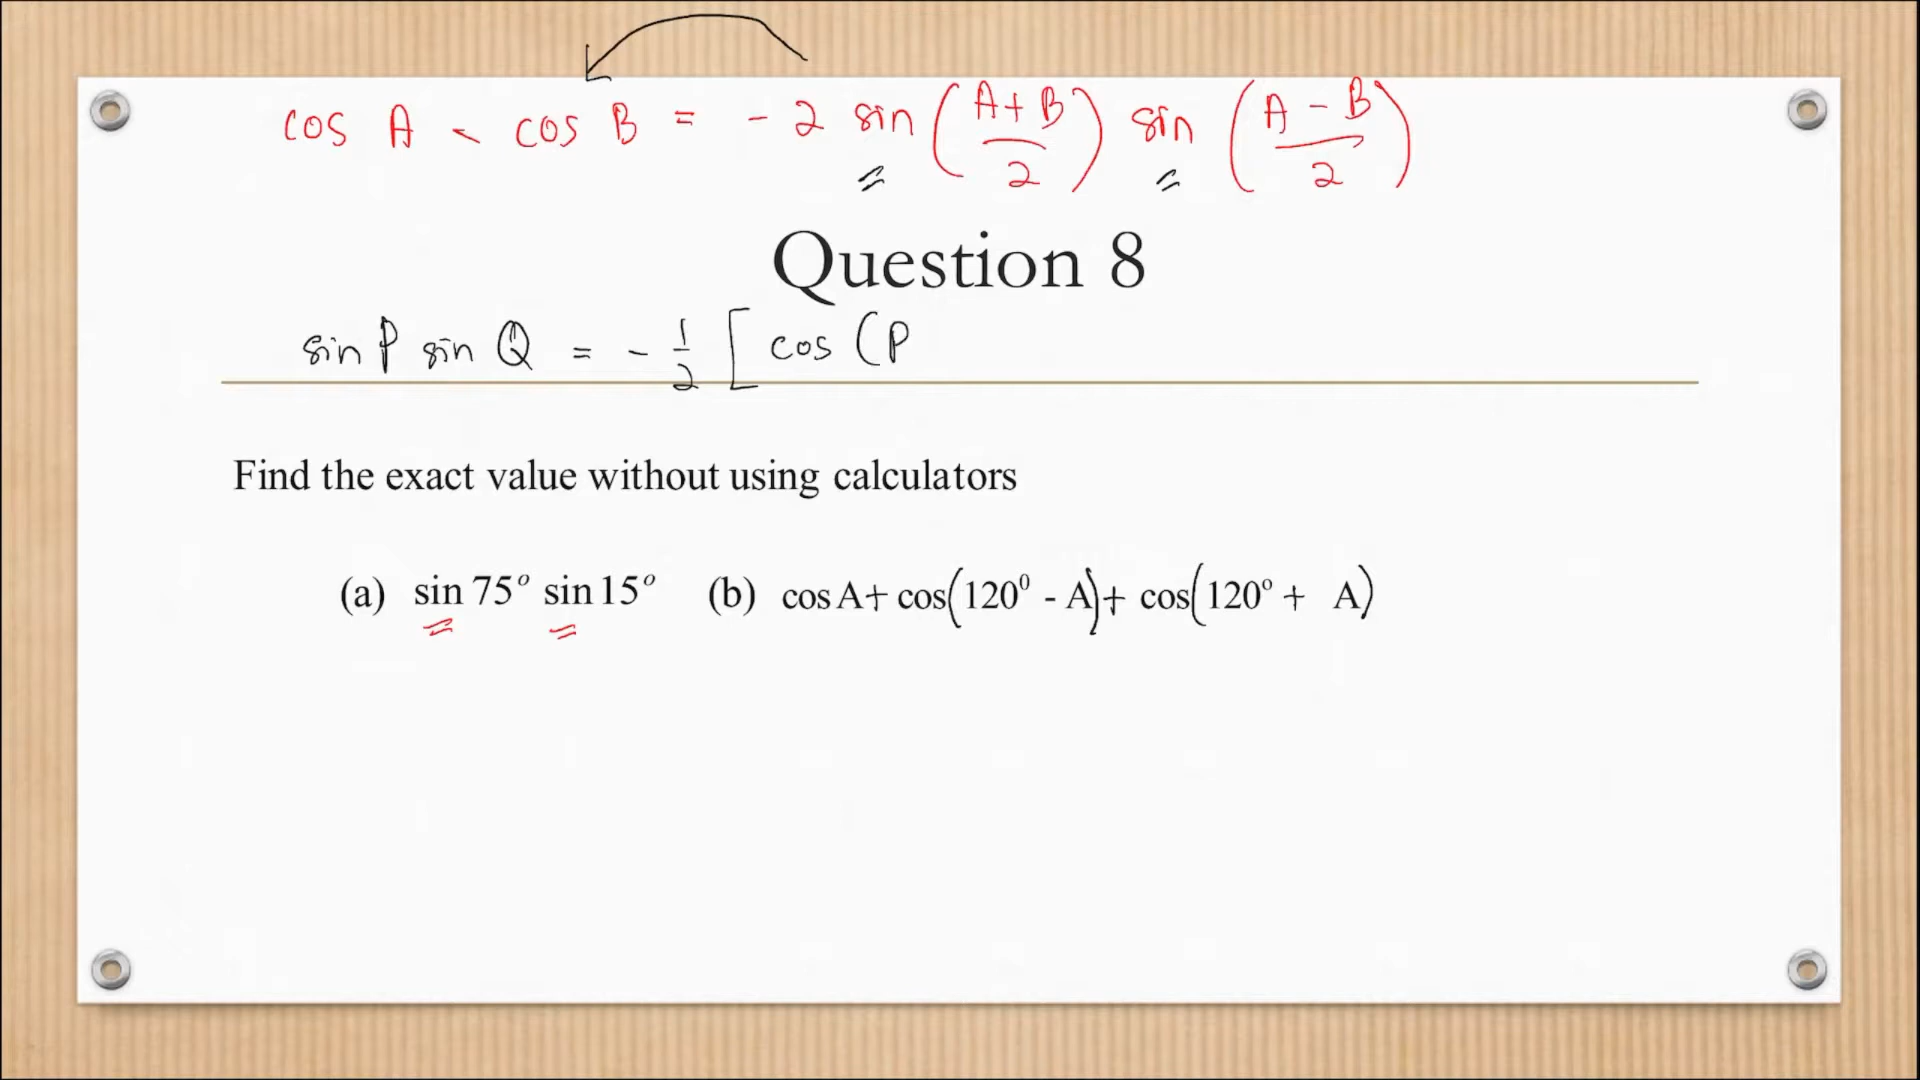 cos A - cos B = - 2 sin (A+B/2) sin (A - B/2)
Question 8
sin P sin Q = - 1/2 [ cos (P
Find the exact value without using calculators
(a) sin 75° sin 15° (b) cos A+ cos(120⁰ - A)+ cos(120° + A)